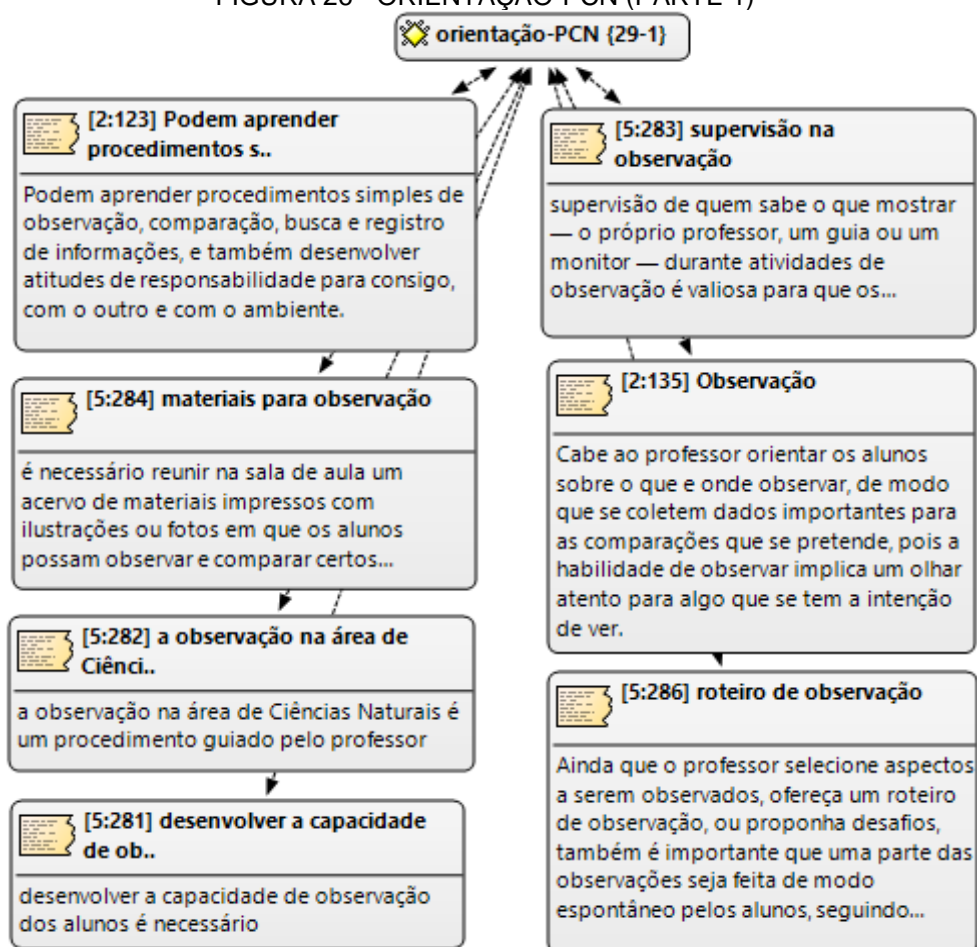 FIGURA 26 - ORIENTAÇÃO PCN (PARTE 1)
orientação-PCN {29-1}
[2:123] Podem aprender
procedimentos s..
Podem aprender procedimentos simples de
observação, comparação, busca e registro
de informações, e também desenvolver
atitudes de responsabilidade para consigo,
com o outro e com o ambiente.
[5:284] materiais para observação
é necessário reunir na sala de aula um
acervo de materiais impressos com
ilustrações ou fotos em que os alunos
possam observar e comparar certos...
[5:282] a observação na área de
Ciênci..
a observação na área de Ciências Naturais é
um procedimento guiado pelo professor
[5:281] desenvolver a capacidade
de ob..
desenvolver a capacidade de observação
dos alunos é necessário
[5:283] supervisão na
observação
supervisão de quem sabe o que mostrar
— o próprio professor, um guia ou um
monitor — durante atividades de
observação é valiosa para que os...
[2:135] Observação
Cabe ao professor orientar os alunos
sobre o que e onde observar, de modo
que se coletem dados importantes para
as comparações que se pretende, pois a
habilidade de observar implica um olhar
atento para algo que se tem a intenção
de ver.
[5:286] roteiro de observação
Ainda que o professor selecione aspectos
a serem observados, ofereça um roteiro
de observação, ou proponha desafios,
também é importante que uma parte das
observações seja feita de modo
espontâneo pelos alunos, seguindo...